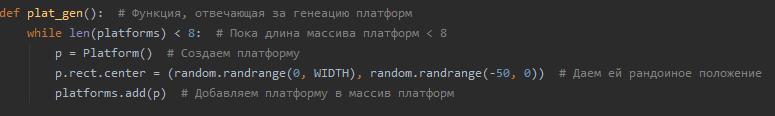 def plat_gen():  # Функция, отвечающая за генеацию платформ
    while len(platforms) < 8:  # Пока длина массива платформ < 8
        p = Platform()  # Создаем платформу
        p.rect.center = (random.randrange(0, WIDTH), random.randrange(-50, 0))  # Даем ей рандоиное положение
        platforms.add(p)  # Добавляем платформу в массив платформ